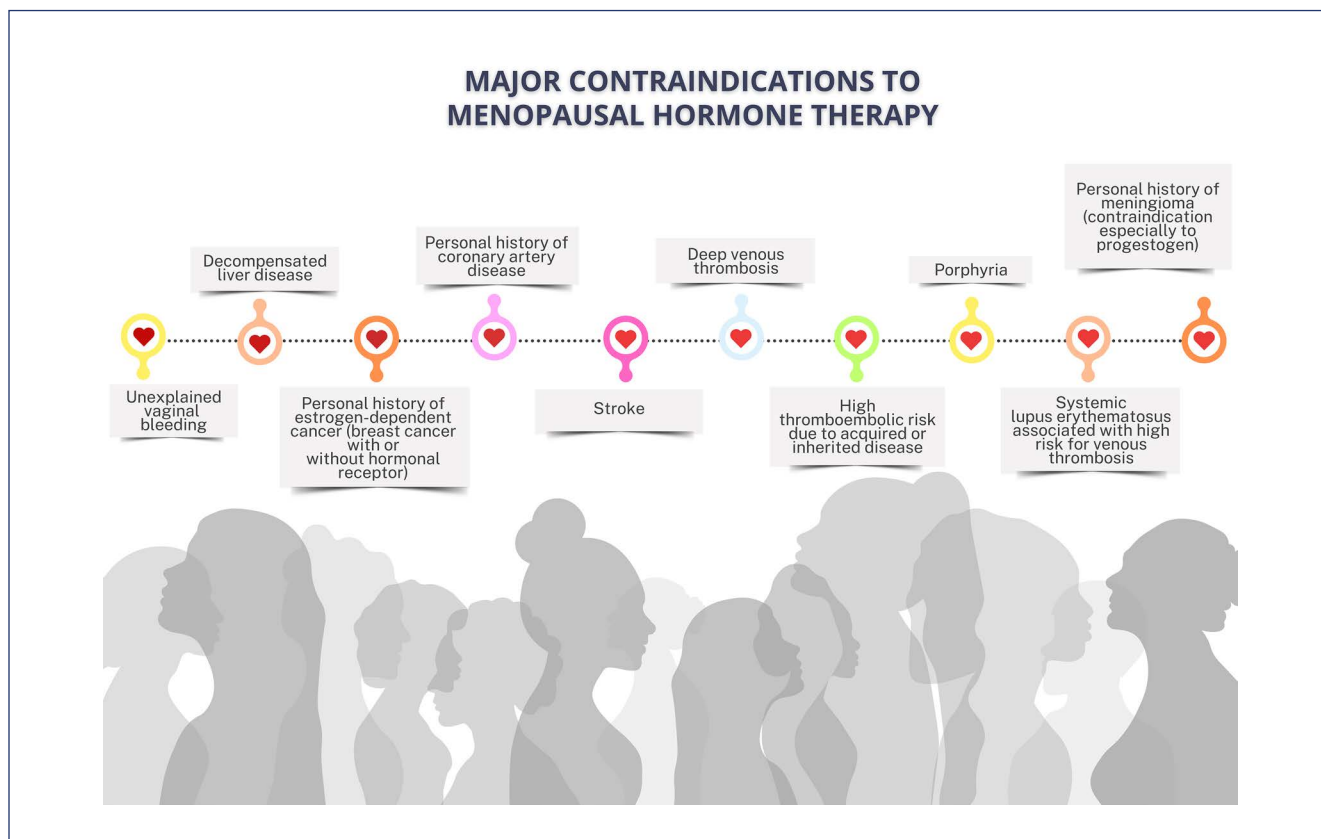 MAJOR CONTRAINDICATIONS TO
MENOPAUSAL HORMONE THERAPY
Unexplained
vaginal
bleeding
Decompensated
liver disease
Personal history of
estrogen-dependent
cancer (breast cancer
with or
without hormonal
receptor)
Personal history of
coronary artery
disease
Stroke
Deep venous
thrombosis
High
thromboembolic risk
due to acquired or
inherited disease
Porphyria
Systemic
lupus erythematosus
associated with high
risk for venous
thrombosis
Personal history of
meningioma
(contraindication
especially to
progestogen)